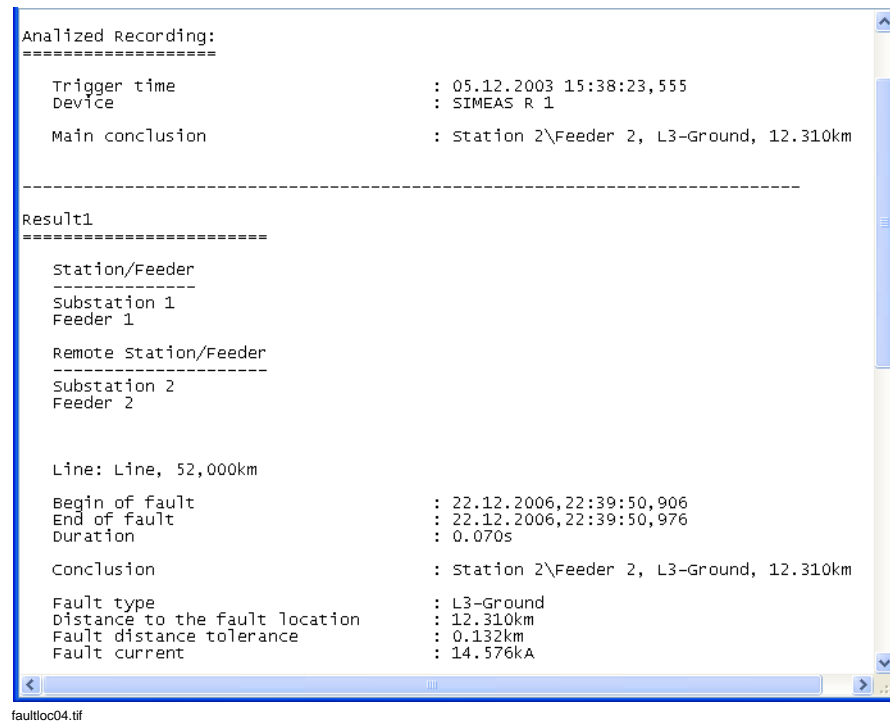 Analized Recording:
===================
Trigger time : 05.12.2003 15:38:23,555
Device : SIMEAS R 1
Main conclusion : Station 2\Feeder 2, L3-Ground, 12.310km
----------------------------------------------------------------------------
Result1
========================
Station/Feeder
--------------
Substation 1
Feeder 1
Remote Station/Feeder
---------------------
Substation 2
Feeder 2
Line: Line, 52,000km
Begin of fault : 22.12.2006,22:39:50,906
End of fault : 22.12.2006,22:39:50,976
Duration : 0.070s
Conclusion : Station 2\Feeder 2, L3-Ground, 12.310km
Fault type : L3-Ground
Distance to the fault location : 12.310km
Fault distance tolerance : 0.132km
Fault current : 14.576kA
faultloc04.tif